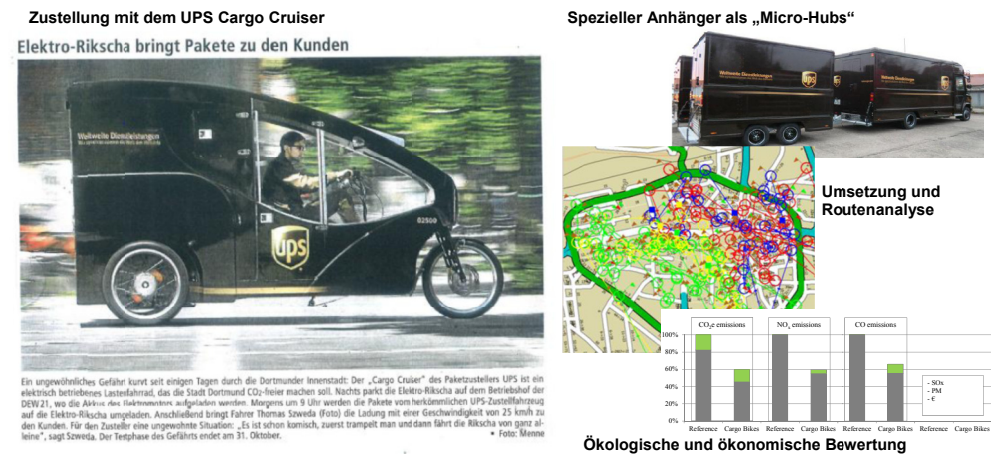 Zustellung mit dem UPS Cargo Cruiser
Elektro-Rikscha bringt Pakete zu den Kunden
Weltweite Dienstleistungen
ups
02500
Ein ungewöhnliches Gefährt kurvt seit einigen Tagen durch die Dortmunder Innenstadt: Der „Cargo Cruiser" des Paketzustellers UPS ist ein
elektrisch betriebenes Lastenfahrrad, das die Stadt Dortmund CO₂-freier machen soll. Nachts parkt die Elektro-Rikscha auf dem Betriebshof der
DEW21, wo die Akkus des Elektromotors aufgeladen werden. Morgens um 9 Uhr werden die Pakete vom herkömmlichen UPS-Zustellfahrzeug
auf die Elektro-Rikscha umgeladen. Anschließend bringt Fahrer Thomas Szweda (Foto) die Ladung mit einer Geschwindigkeit von 25 km/h zu
den Kunden. Für den Zusteller eine ungewohnte Situation: „Es ist schon komisch, zuerst trampelt man und dann fährt die Rikscha von ganz al-
leine", sagt Szweda. Der Testphase des Gefährts endet am 31. Oktober.
• Foto: Menne
Spezieller Anhänger als „Micro-Hubs“
Weltweite Dienstleistungen
ups
Weltweite Dienstleistungen
ups
Umsetzung und
Routenanalyse
CO₂e emissions
NOₓ emissions
CO emissions
100%
80%
60%
40%
20%
0%
- SOx
- PM
- €
Reference Cargo Bikes Reference Cargo Bikes Reference Cargo Bikes Reference Cargo Bikes
Ökologische und ökonomische Bewertung